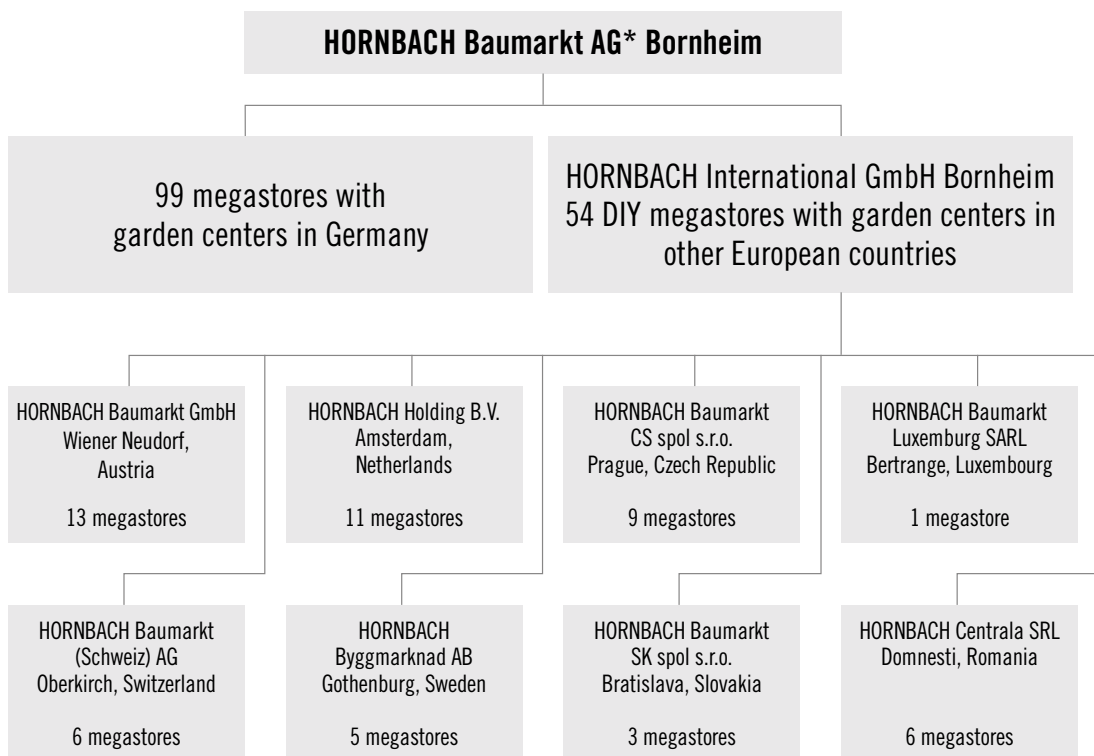 HORNBACH Baumarkt AG* Bornheim
99 megastores with
garden centers in Germany
HORNBACH International GmbH Bornheim
54 DIY megastores with garden centers in
other European countries
HORNBACH Baumarkt GmbH
Wiener Neudorf,
Austria
13 megastores
HORNBACH Holding B.V.
Amsterdam,
Netherlands
11 megastores
HORNBACH Baumarkt
CS spol s.r.o.
Prague, Czech Republic
9 megastores
HORNBACH Baumarkt
Luxemburg SARL
Bertrange, Luxembourg
1 megastore
HORNBACH Baumarkt
(Schweiz) AG
Oberkirch, Switzerland
6 megastores
HORNBACH
Byggmarknad AB
Gothenburg, Sweden
5 megastores
HORNBACH Baumarkt
SK spol s.r.o.
Bratislava, Slovakia
3 megastores
HORNBACH Centrala SRL
Domnesti, Romania
6 megastores